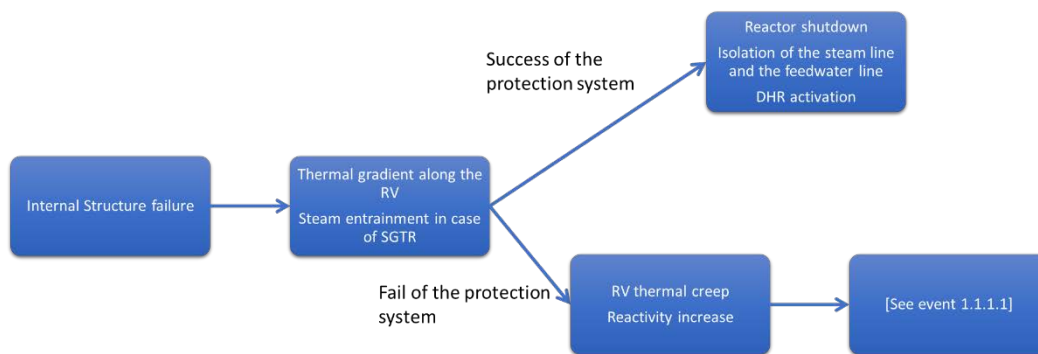 Reactor shutdown
Isolation of the steam line
and the feedwater line
DHR activation
Success of the
protection system
Internal Structure failure
Thermal gradient along the
RV
Steam entrainment in case
of SGTR
Fail of the protection
system
RV thermal creep
Reactivity increase
[See event 1.1.1.1]